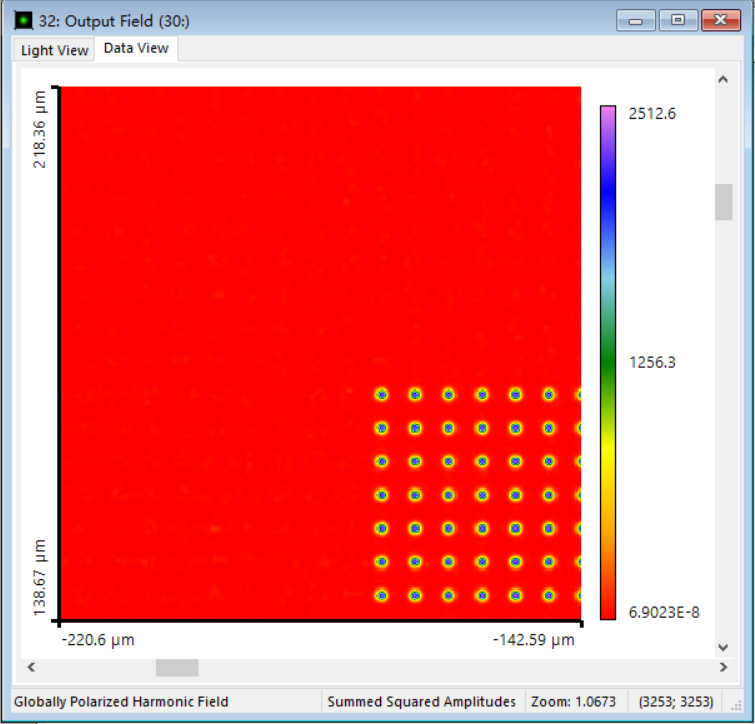 32: Output Field (30:)
Light View Data View
218.36 µm
138.67 µm
2512.6
1256.3
6.9023E-8
-220.6 µm -142.59 µm
Globally Polarized Harmonic Field Summed Squared Amplitudes Zoom: 1.0673 (3253; 3253)